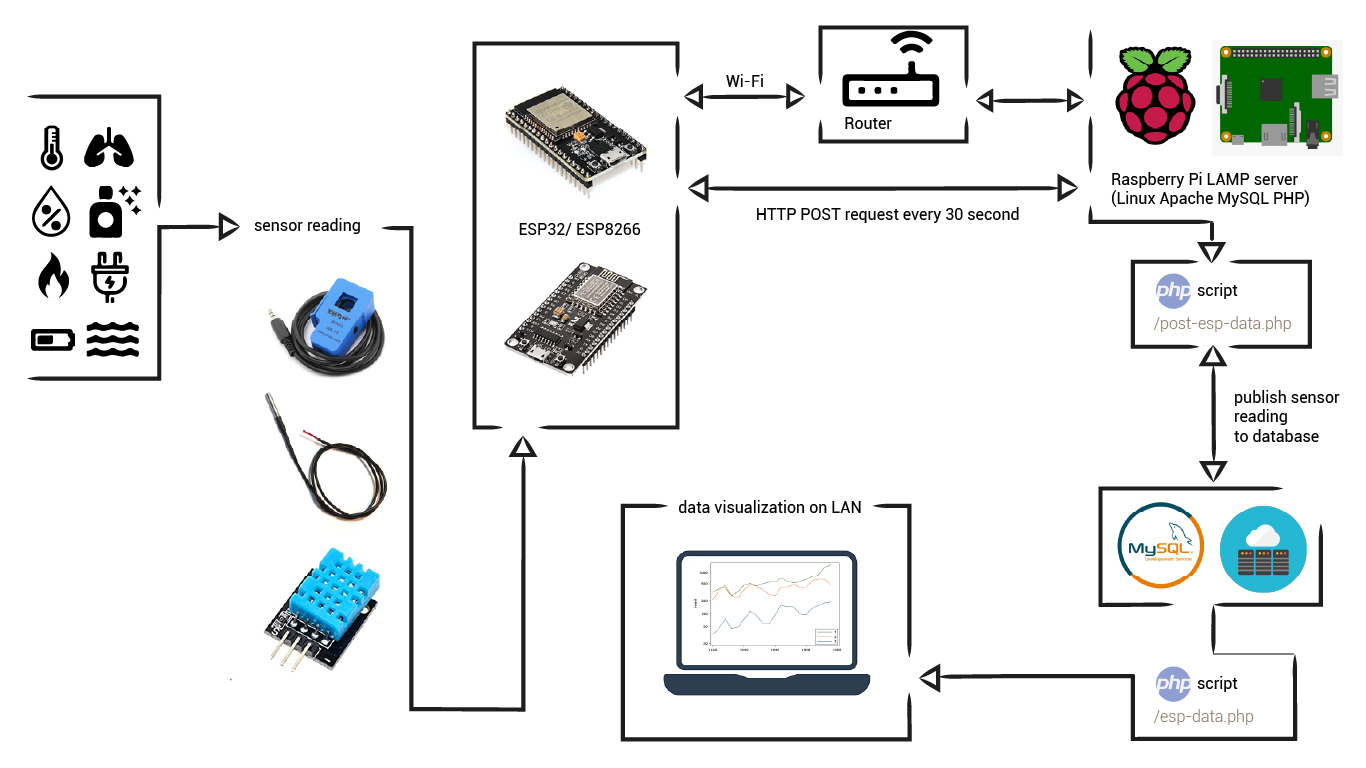 Wi-Fi
Router
Raspberry Pi LAMP server
(Linux Apache MySQL PHP)
HTTP POST request every 30 second
sensor reading
ESP32/ ESP8266
php script
/post-esp-data.php
publish sensor
reading
to database
data visualization on LAN
MySQL
Developement Services
php script
/esp-data.php